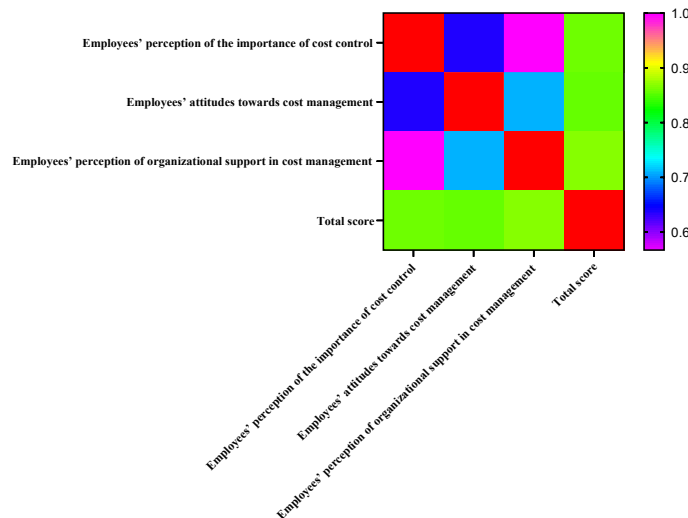 Employees’ perception of the importance of cost control
Employees’ attitudes towards cost management
Employees’ perception of organizational support in cost management
Total score
1.0
0.9
0.8
0.7
0.6
Employees’ perception of the importance of cost control
Employees’ attitudes towards cost management
Employees’ perception of organizational support in cost management
Total score